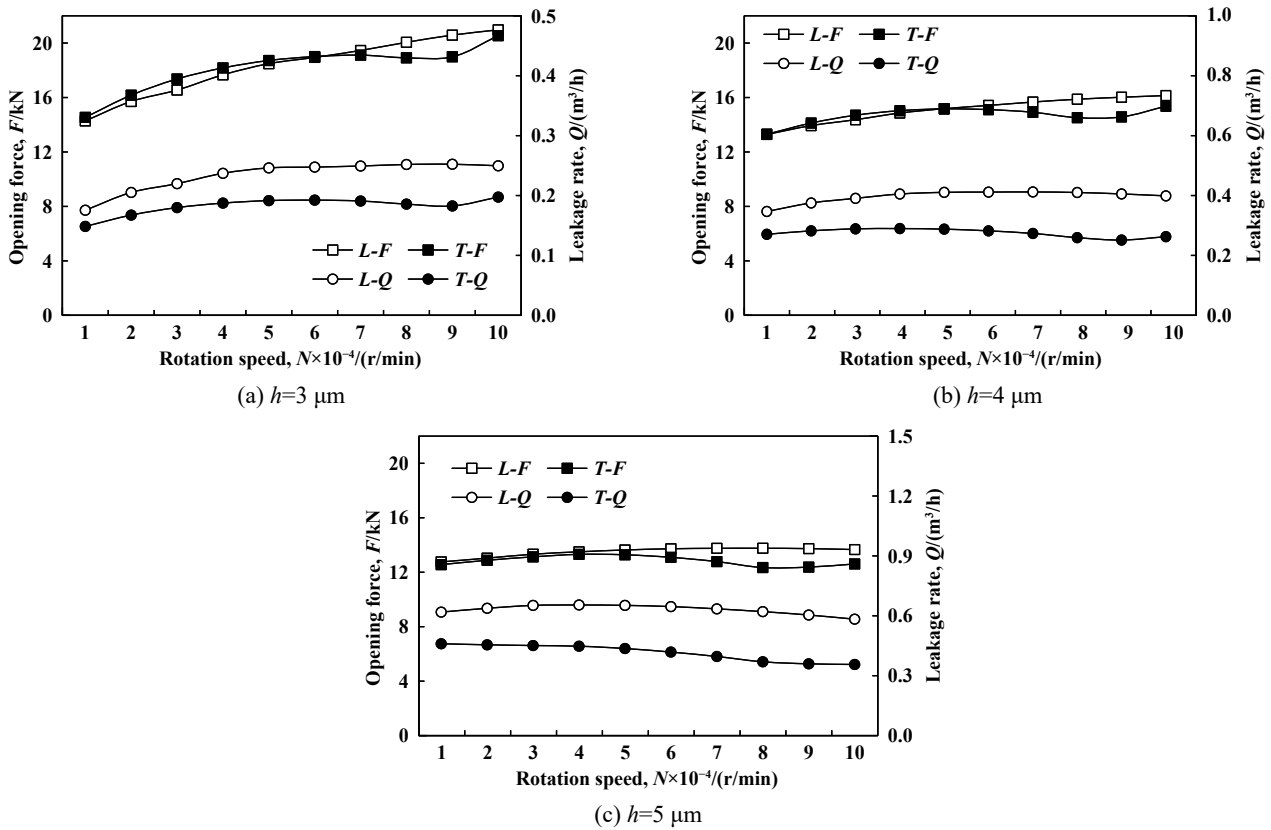 Opening force, F/kN
20
16
12
8
4
0
0.5
0.4
0.3
0.2
0.1
0.0
Leakage rate, Q/(m³/h)
L-F T-F
L-Q T-Q
1 2 3 4 5 6 7 8 9 10
Rotation speed, N×10⁻⁴/(r/min)
(a) h=3 μm
Opening force, F/kN
20
16
12
8
4
0
1.0
0.8
0.6
0.4
0.2
0.0
Leakage rate, Q/(m³/h)
L-F T-F
L-Q T-Q
1 2 3 4 5 6 7 8 9 10
Rotation speed, N×10⁻⁴/(r/min)
(b) h=4 μm
Opening force, F/kN
20
16
12
8
4
0
1.5
1.2
0.9
0.6
0.3
0.0
Leakage rate, Q/(m³/h)
L-F T-F
L-Q T-Q
1 2 3 4 5 6 7 8 9 10
Rotation speed, N×10⁻⁴/(r/min)
(c) h=5 μm